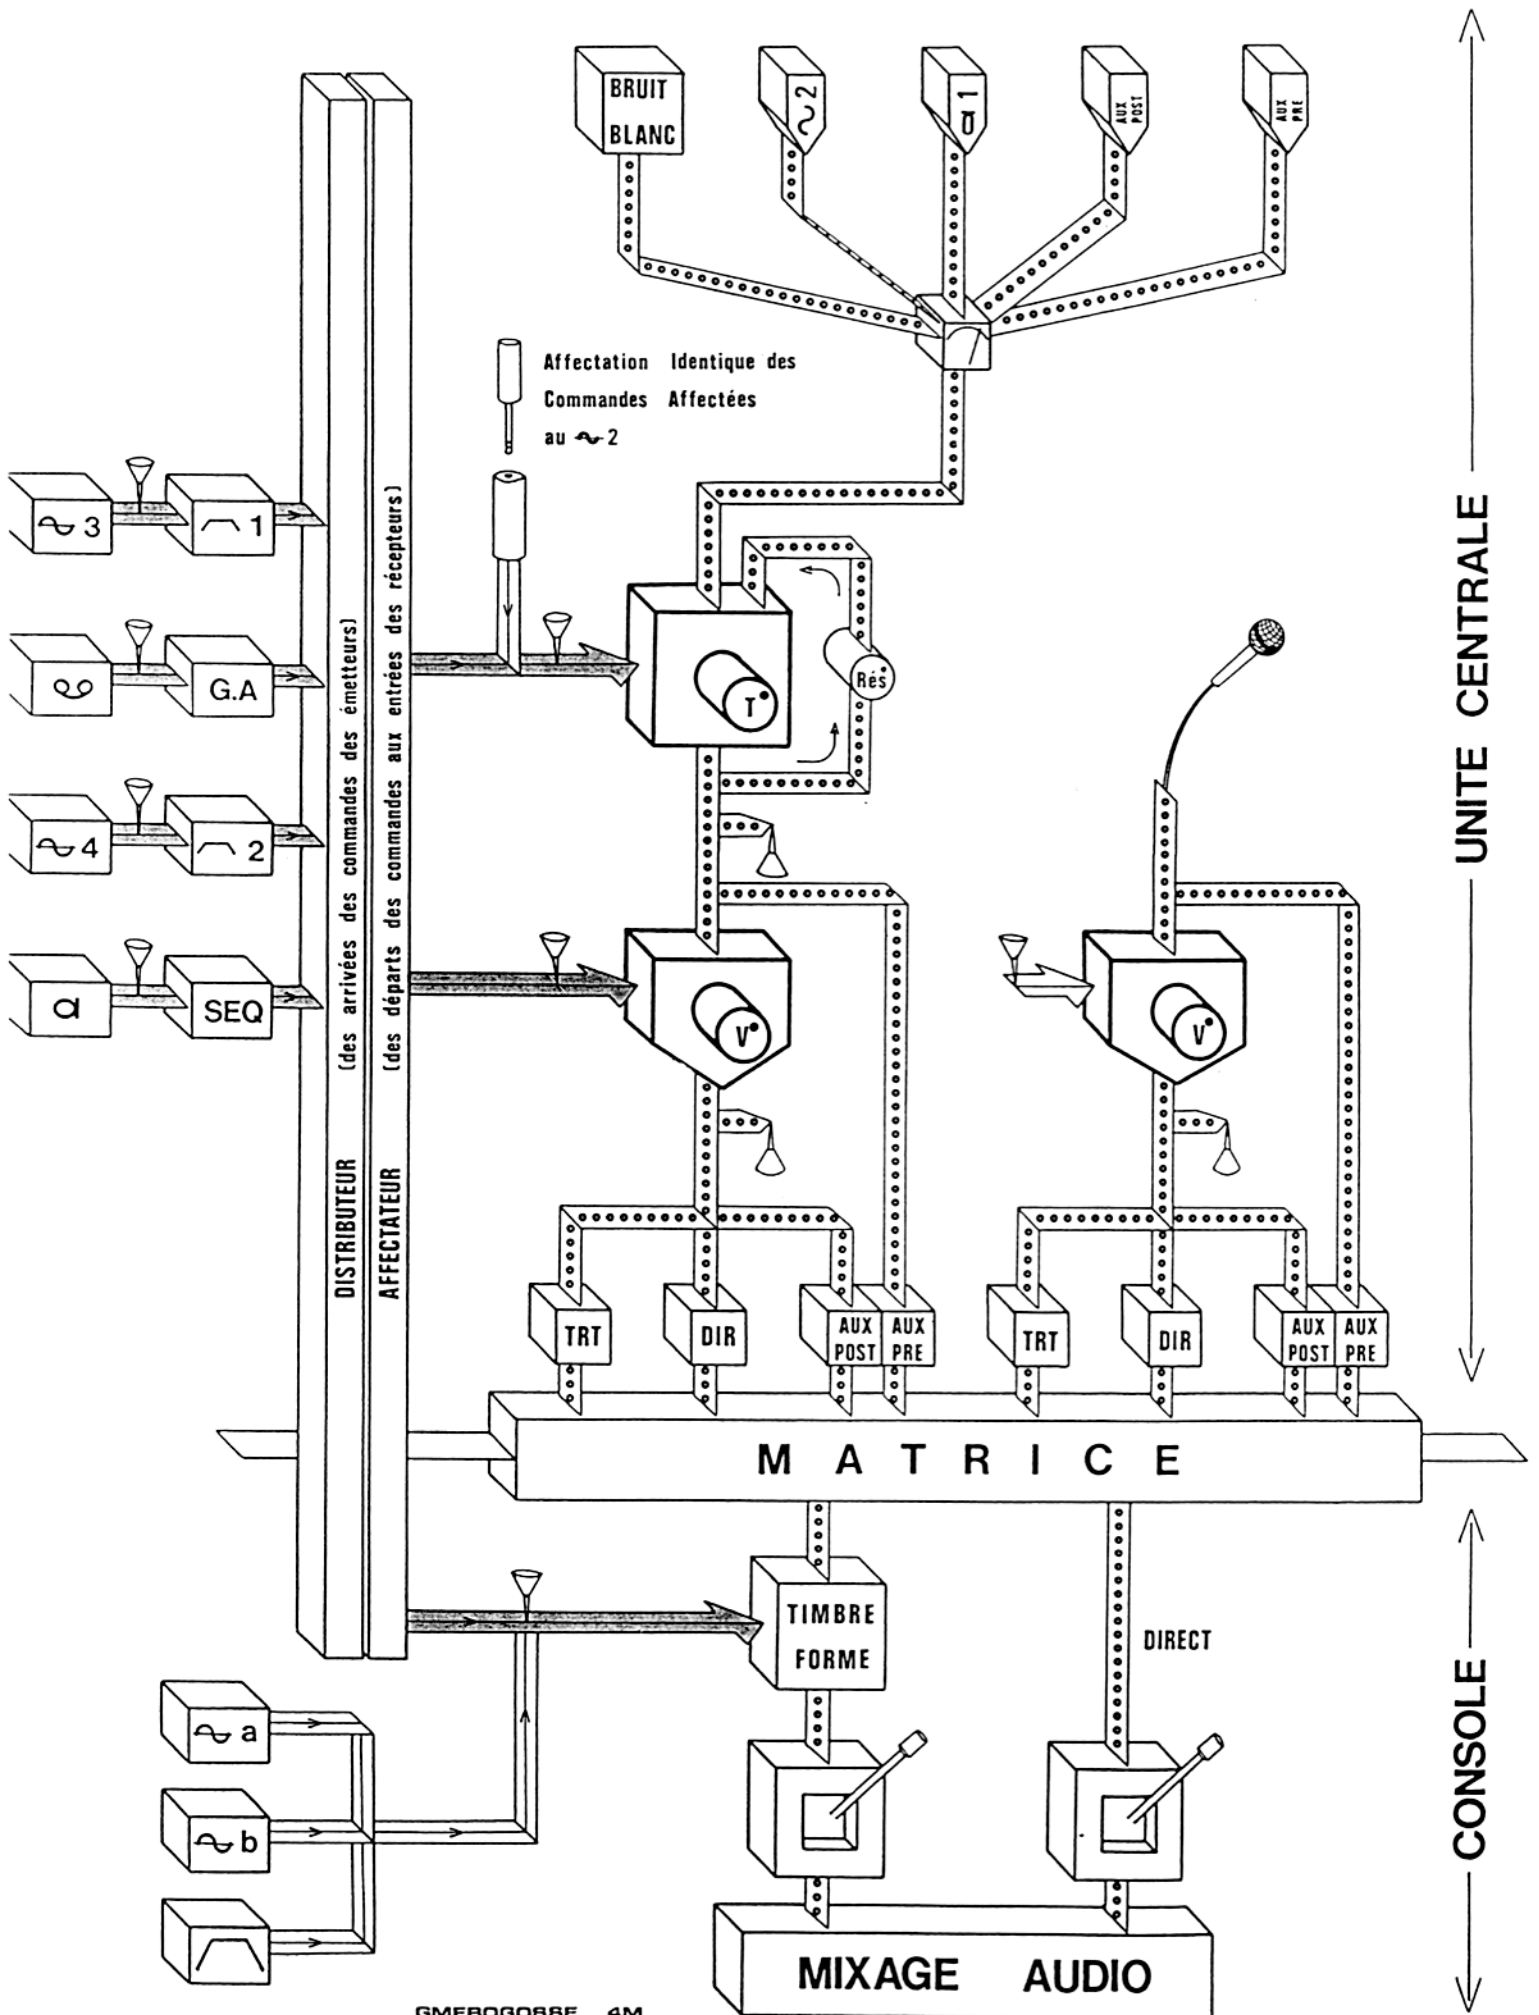 BRUIT
BLANC
2
1
AUX
POST
AUX
PRE
Affectation Identique des
Commandes Affectées
au 2
3
1
G.A
4
2
a
SEQ
T
Rés
V
V
DISTRIBUTEUR (des arrivées des commandes des émetteurs)
AFFECTATEUR (des départs des commandes aux entrées des récepteurs)
UNITE CENTRALE
TRT
DIR
AUX
POST
AUX
PRE
TRT
DIR
AUX
POST
AUX
PRE
MATRICE
TIMBRE
FORME
DIRECT
a
b
CONSOLE
MIXAGE AUDIO
GMEBOGOSSE 4M